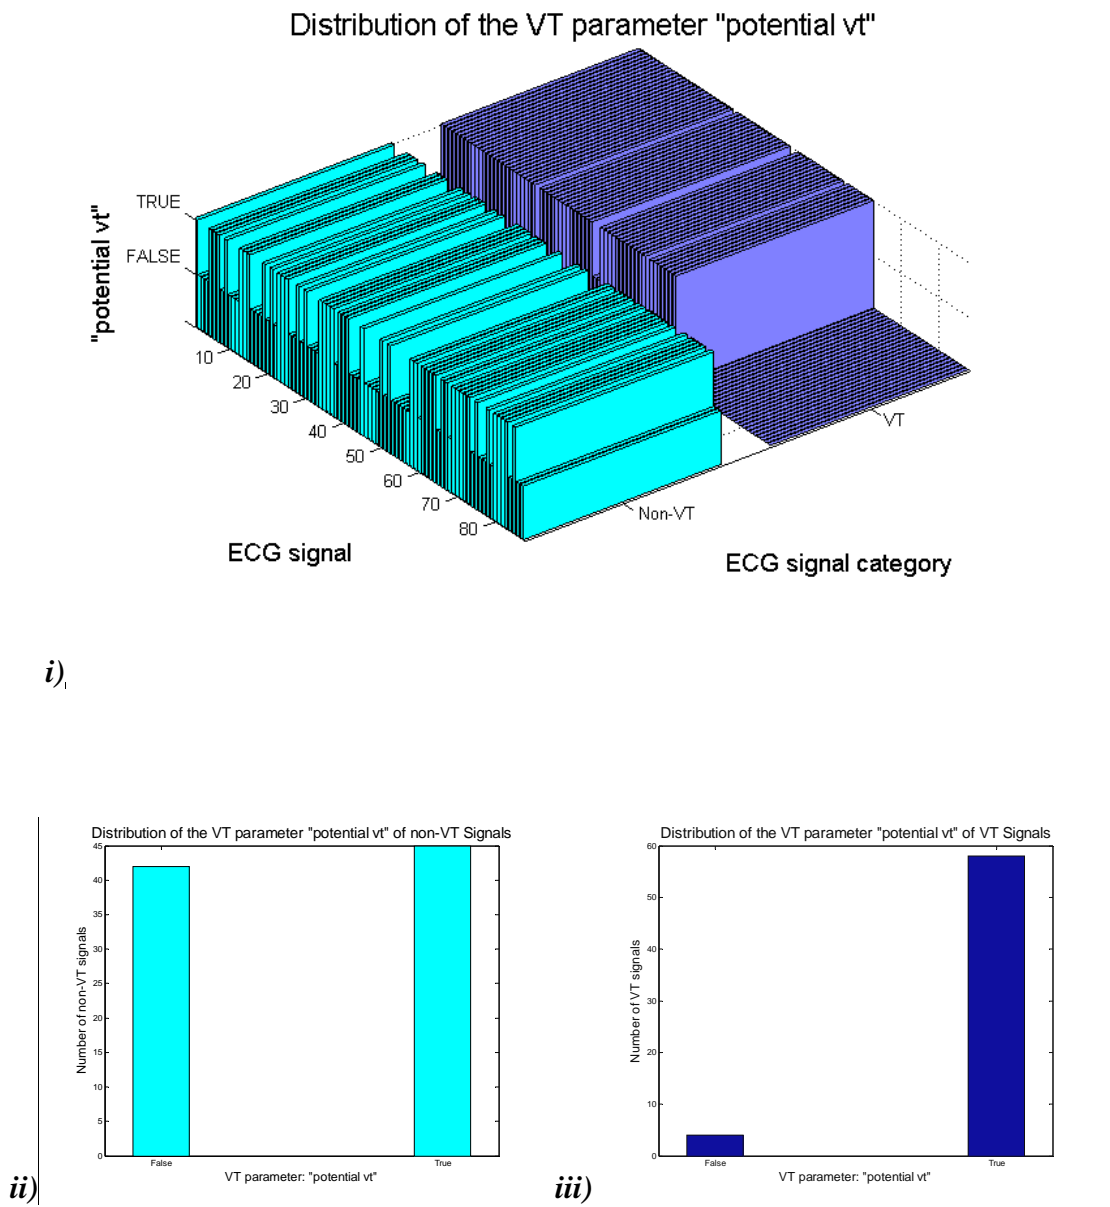 Distribution of the VT parameter "potential vt"
TRUE
FALSE
"potential vt"
10
20
30
40
50
60
70
80
VT
Non-VT
ECG signal
ECG signal category
i)
Distribution of the VT parameter "potential vt" of non-VT Signals
45
40
35
30
25
20
15
10
5
0
Number of non-VT signals
False
True
VT parameter: "potential vt"
ii)
Distribution of the VT parameter "potential vt" of VT Signals
60
50
40
30
20
10
0
Number of VT signals
False
True
VT parameter: "potential vt"
iii)